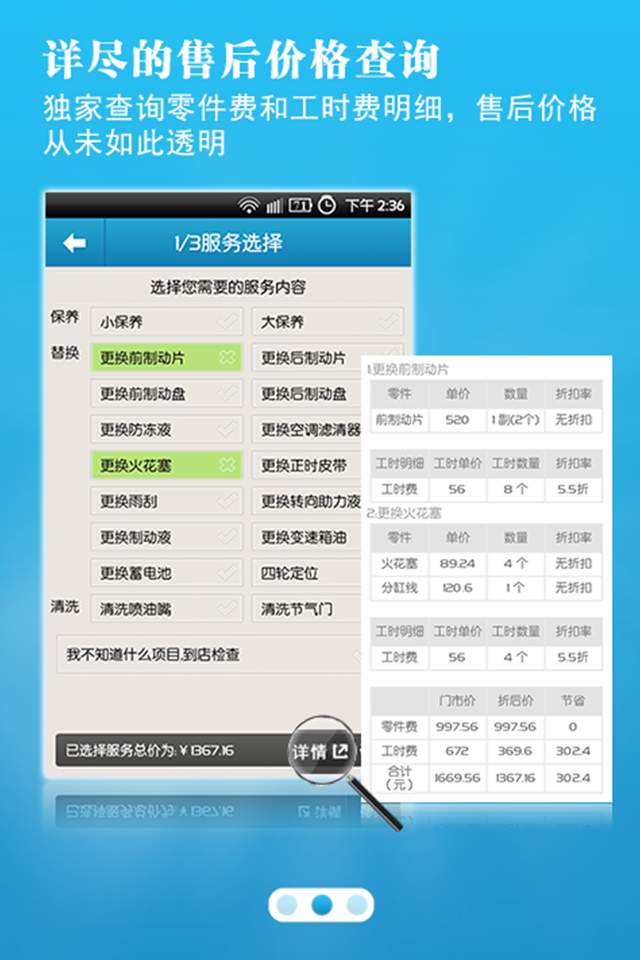 详尽的售后价格查询
独家查询零件费和工时费明细，售后价格
从未如此透明
71 下午 2:36
1/3服务选择
选择您需要的服务内容
保养 小保养 大保养
替换 更换前制动片 更换后制动片
更换前制动盘 更换后制动盘
更换防冻液 更换空调滤清器
更换火花塞 更换正时皮带
更换雨刮 更换转向助力液
更换制动液 更换变速箱油
更换蓄电池 四轮定位
清洗 清洗喷油嘴 清洗节气门
我不知道什么项目,到店检查
已选择服务总价为:￥1367.16 详情
1.更换前制动片
零件 单价 数量 折扣率
前制动片 520 1副(2个) 无折扣
工时明细 工时单价 工时数量 折扣率
工时费 56 8 个 5.5折
2.更换火花塞
零件 单价 数量 折扣率
火花塞 89.24 4 个 无折扣
分缸线 120.6 1 个 无折扣
工时明细 工时单价 工时数量 折扣率
工时费 56 4 个 5.5折
门市价 折后价 节省
零件费 997.56 997.56 0
工时费 672 369.6 302.4
合计（元） 1669.56 1367.16 302.4